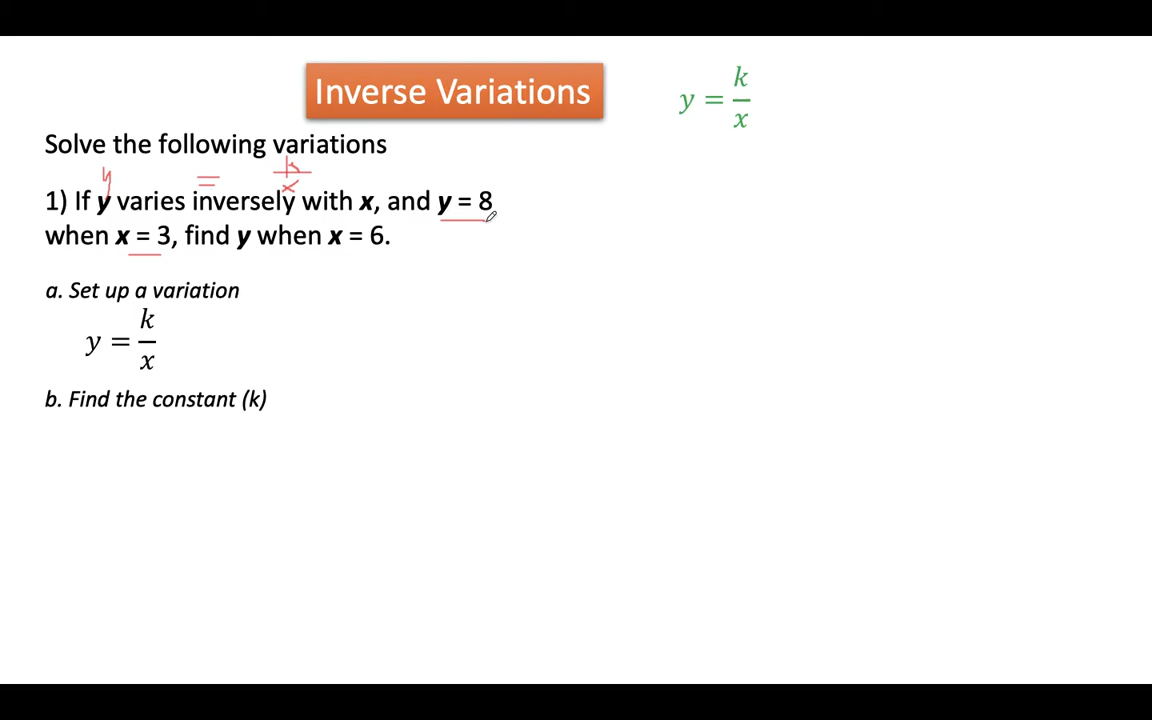 Inverse Variations
y = k/x
Solve the following variations
y = k/x
1) If y varies inversely with x, and y = 8
when x = 3, find y when x = 6.
a. Set up a variation
y = k/x
b. Find the constant (k)